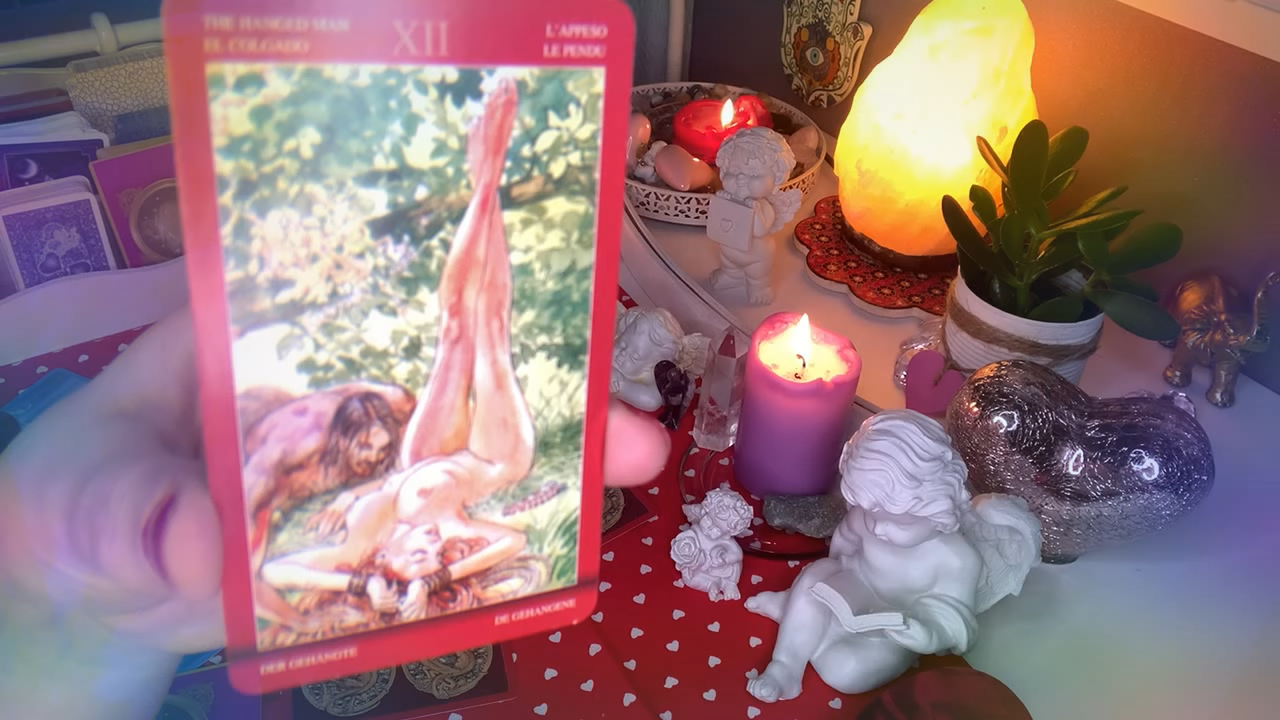 THE HANGED MAN
EL COLGADO
XII
L'APPESO
LE PENDU
DER GEHANGTE
DE GEHANGENE